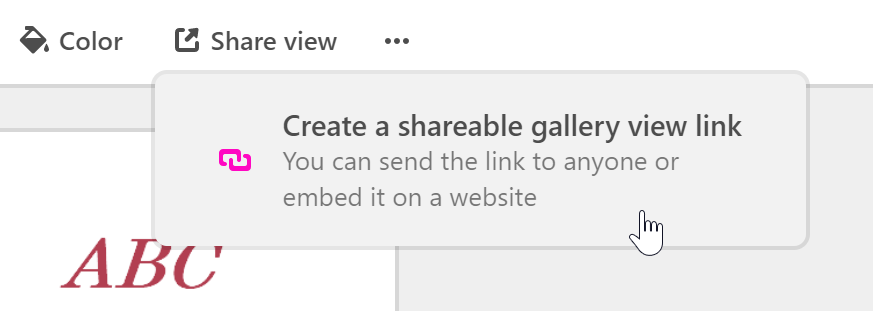 Color Share view
Create a shareable gallery view link
You can send the link to anyone or
embed it on a website
ABC